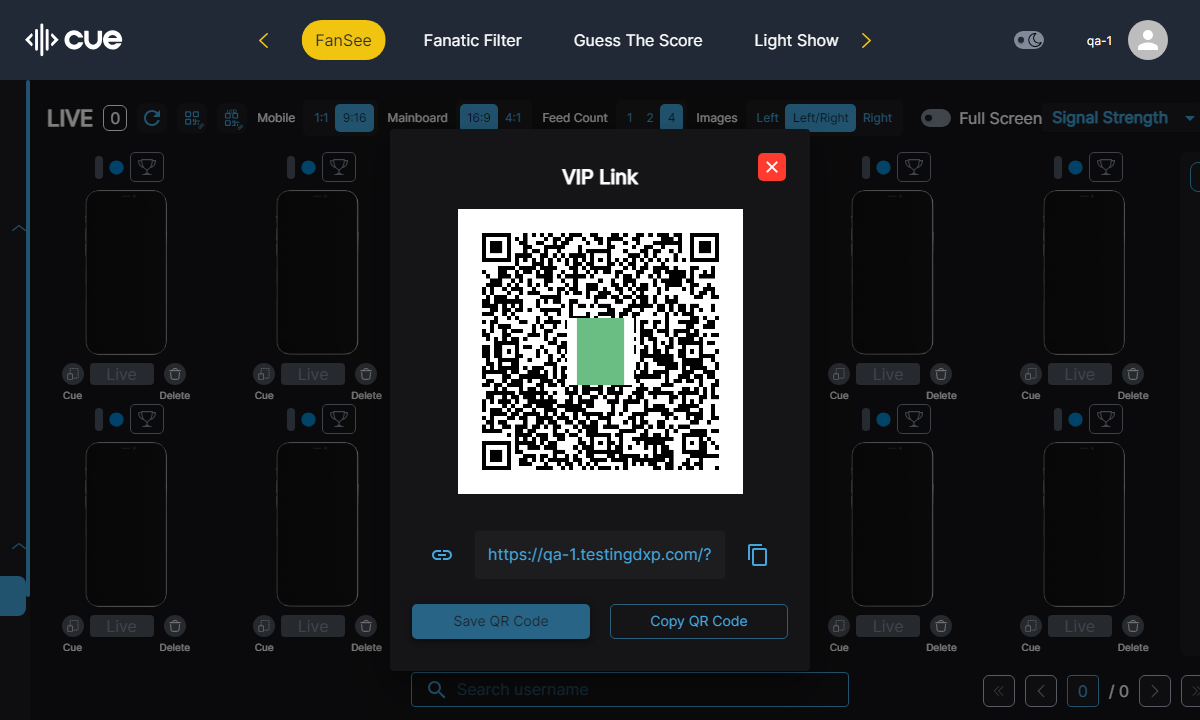 cue
FanSee
Fanatic Filter
Guess The Score
Light Show
qa-1
LIVE 0
Mobile 1:1 9:16
Mainboard 16:9 4:1
Feed Count 1 2 4
Images Left Left/Right Right
Full Screen
Signal Strength
VIP Link
Live Live Live Live
Cue Delete Cue Delete Cue Delete Cue Delete
https://qa-1.testingdxp.com/?
Save QR Code
Copy QR Code
Live Live Live Live
Cue Delete Cue Delete Cue Delete Cue Delete
Search username
0 / 0